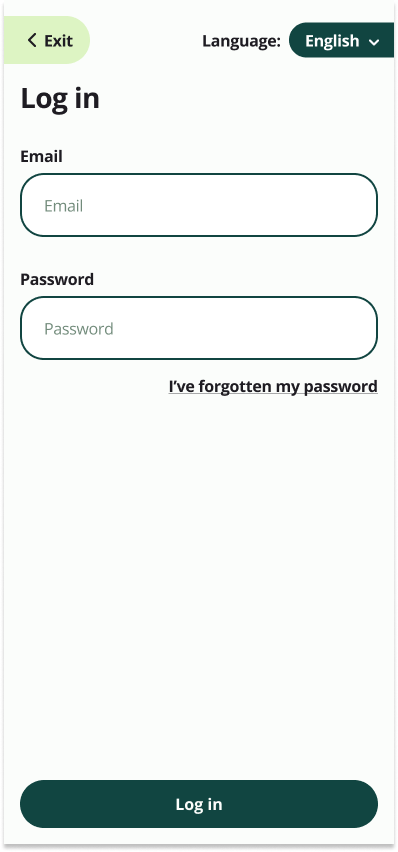 Exit
Language: English
Log in
Email
Email
Password
Password
I've forgotten my password
Log in